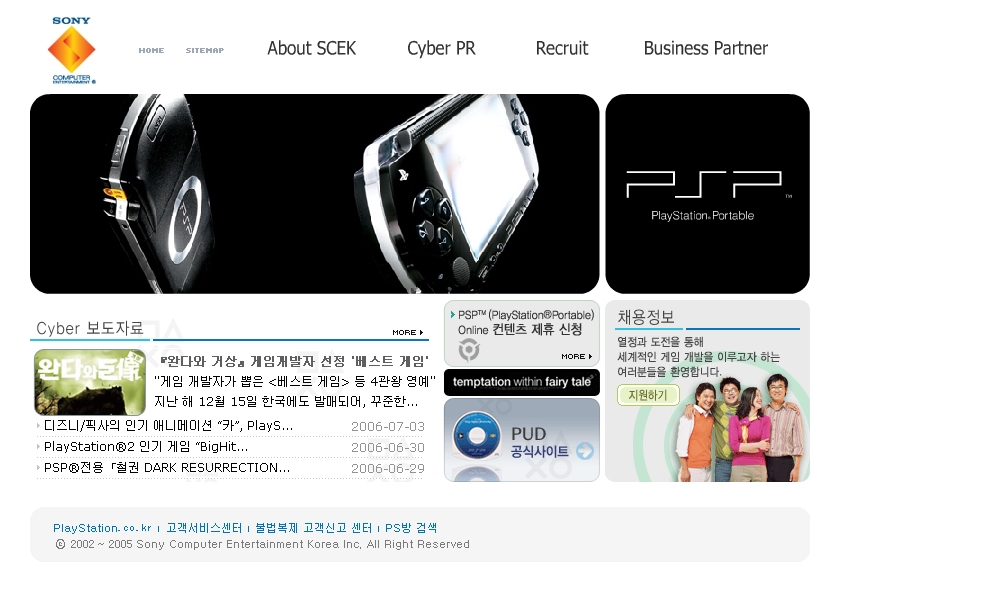 SONY
COMPUTER
ENTERTAINMENT
HOME
SITEMAP
About SCEK
Cyber PR
Recruit
Business Partner
PSP
PSP™
PlayStation®Portable
Cyber 보도자료
MORE
완다와 巨像
『완다와 거상』 게임개발자 선정 '베스트 게임'
"게임 개발자가 뽑은 <베스트 게임> 등 4관왕 영예"
지난 해 12월 15일 한국에도 발매되어, 꾸준한...
디즈니/픽사의 인기 애니메이션 “카”, PlayS... 2006-07-03
PlayStation®2 인기 게임 “BigHit... 2006-06-30
PSP®전용 「철권 DARK RESURRECTION... 2006-06-29
PSP™ (PlayStation®Portable)
Online 컨텐츠 제휴 신청
MORE
temptation within fairy tale
PUD
공식사이트
채용정보
열정과 도전을 통해
세계적인 게임 개발을 이루고자 하는
여러분들을 환영합니다.
지원하기
PlayStation.co.kr | 고객서비스센터 | 불법복제 고객신고 센터 | PS방 검색
ⓒ 2002 ~ 2005 Sony Computer Entertainment Korea Inc, All Right Reserved